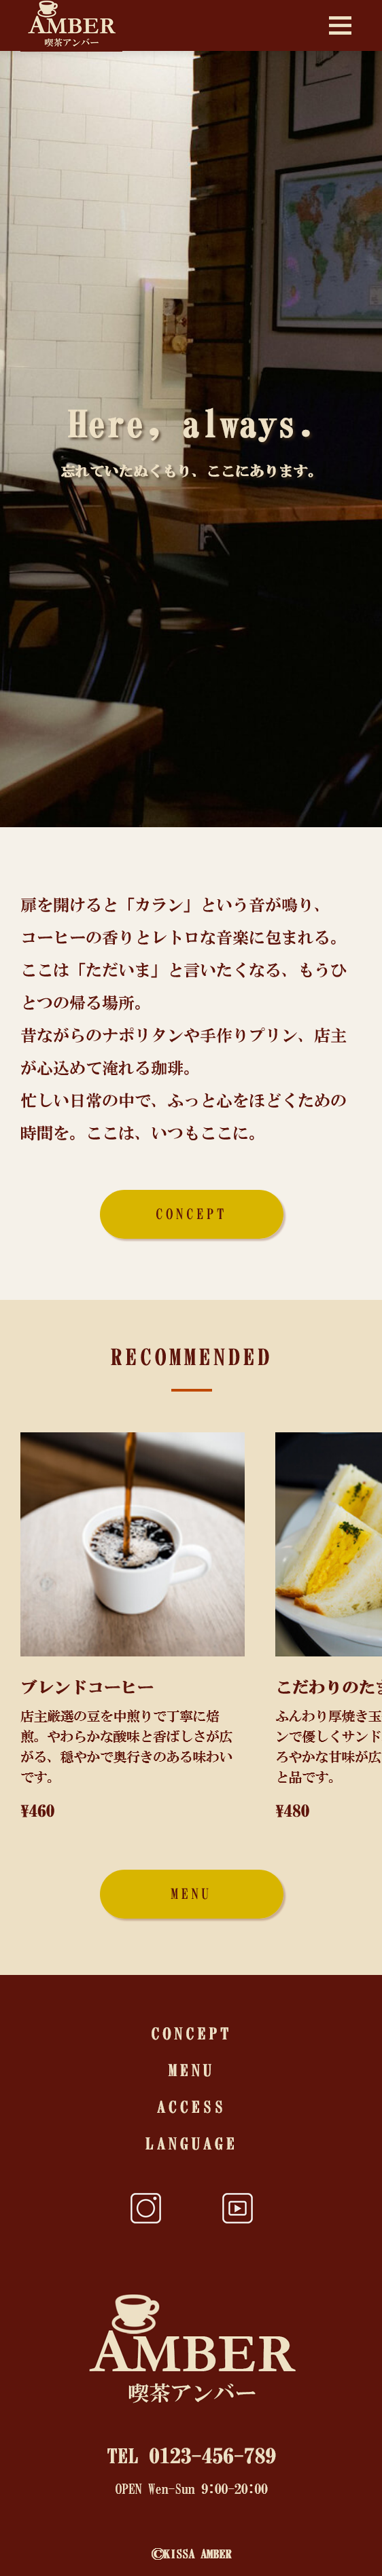 AMBER
喫茶アンバー
Here, always.
忘れていたぬくもり、ここにあります。
扉を開けると「カラン」という音が鳴り、
コーヒーの香りとレトロな音楽に包まれる。
ここは「ただいま」と言いたくなる、もうひ
とつの帰る場所。
昔ながらのナポリタンや手作りプリン、店主
が心込めて淹れる珈琲。
忙しい日常の中で、ふっと心をほどくための
時間を。ここは、いつもここに。
CONCEPT
RECOMMENDED
ブレンドコーヒー
店主厳選の豆を中煎りで丁寧に焙
煎。やわらかな酸味と香ばしさが広
がる、穏やかで奥行きのある味わい
です。
¥460
こだわりのたま
ふんわり厚焼き玉
ンで優しくサンド
ろやかな甘味が広
と品です。
¥480
MENU
CONCEPT
MENU
ACCESS
LANGUAGE
AMBER
喫茶アンバー
TEL 0123-456-789
OPEN Wen-Sun 9:00-20:00
©KISSA AMBER